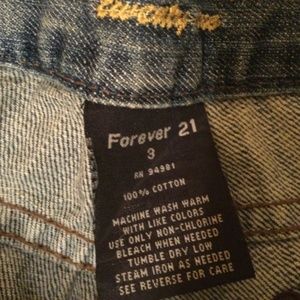 Forever 21
3
RN 94981
100% COTTON
MACHINE WASH WARM
WITH LIKE COLORS
USE ONLY NON-CHLORINE
BLEACH WHEN NEEDED
TUMBLE DRY LOW
STEAM IRON AS NEEDED
SEE REVERSE FOR CARE